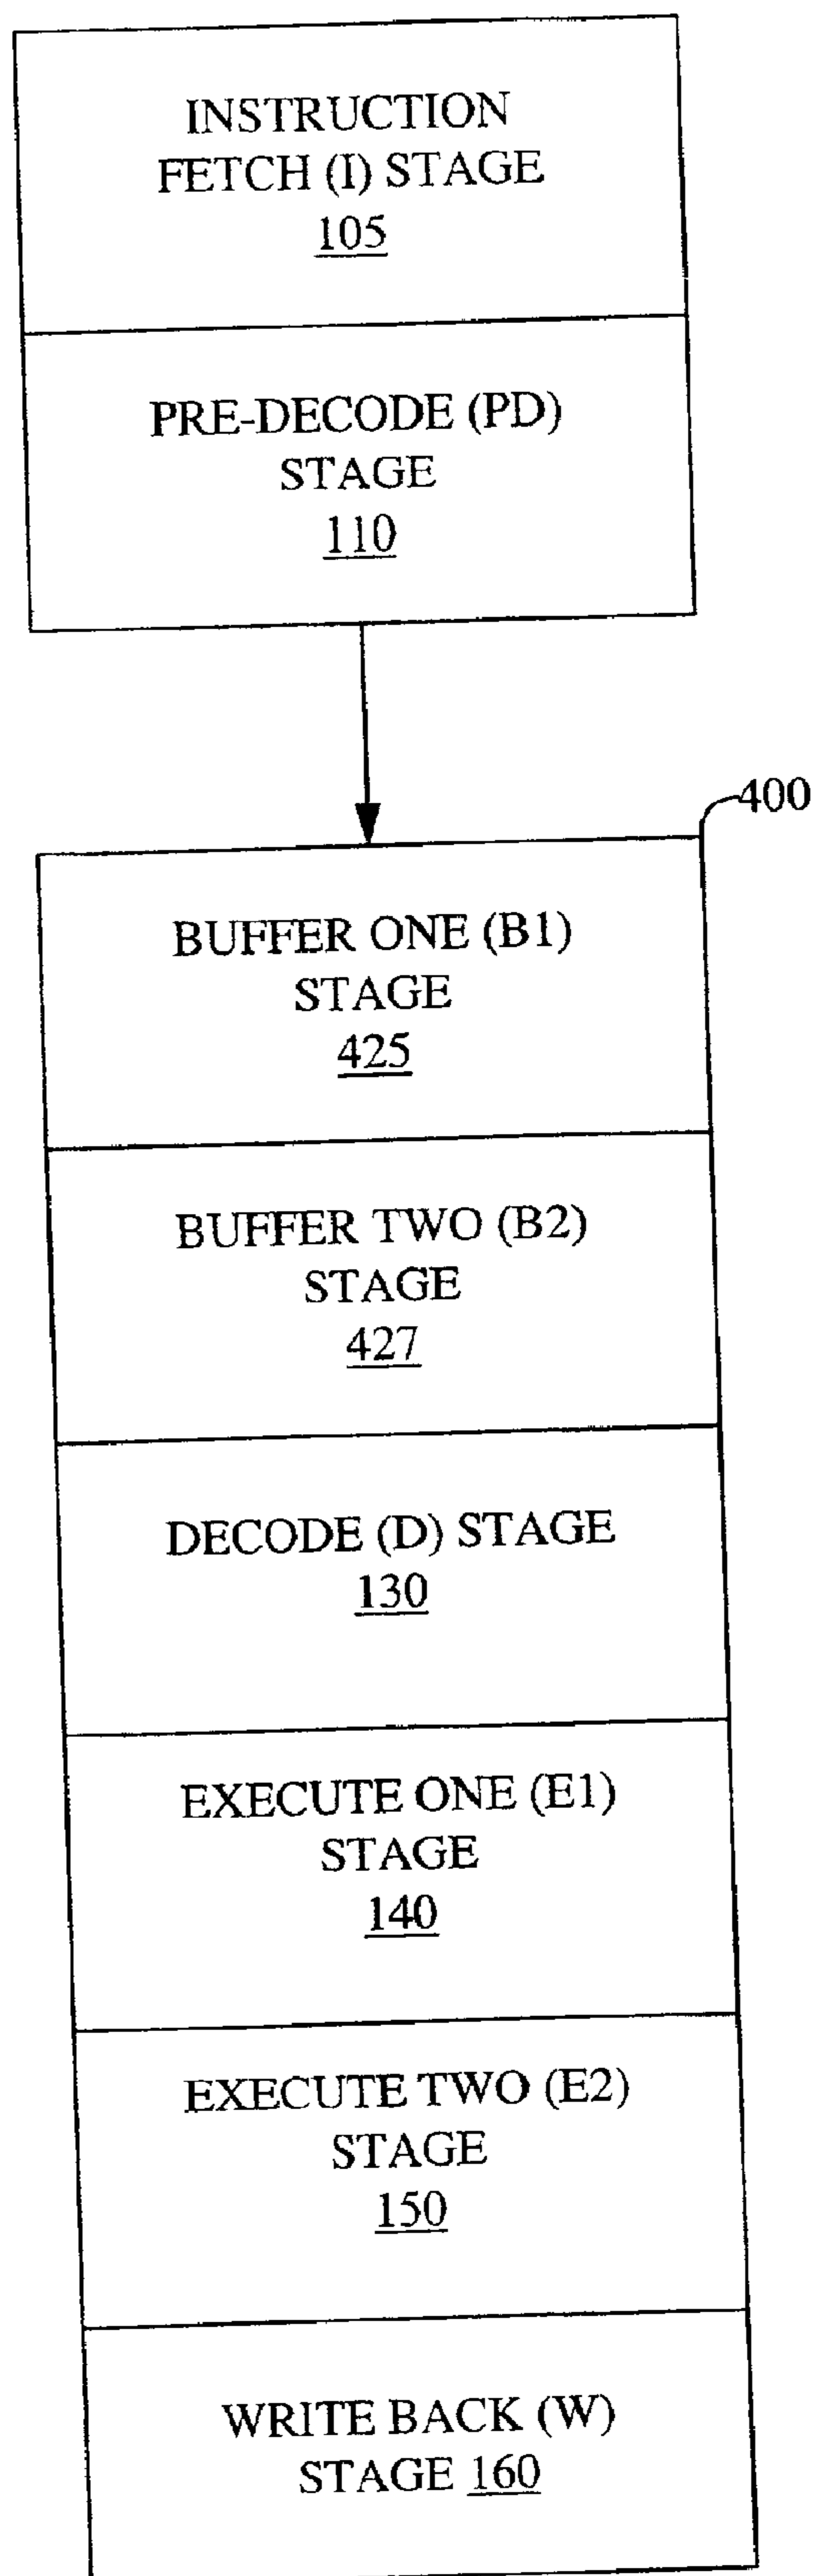 INSTRUCTION
FETCH (I) STAGE
105
PRE-DECODE (PD)
STAGE
110
400
BUFFER ONE (B1)
STAGE
425
BUFFER TWO (B2)
STAGE
427
DECODE (D) STAGE
130
EXECUTE ONE (E1)
STAGE
140
EXECUTE TWO (E2)
STAGE
150
WRITE BACK (W)
STAGE 160